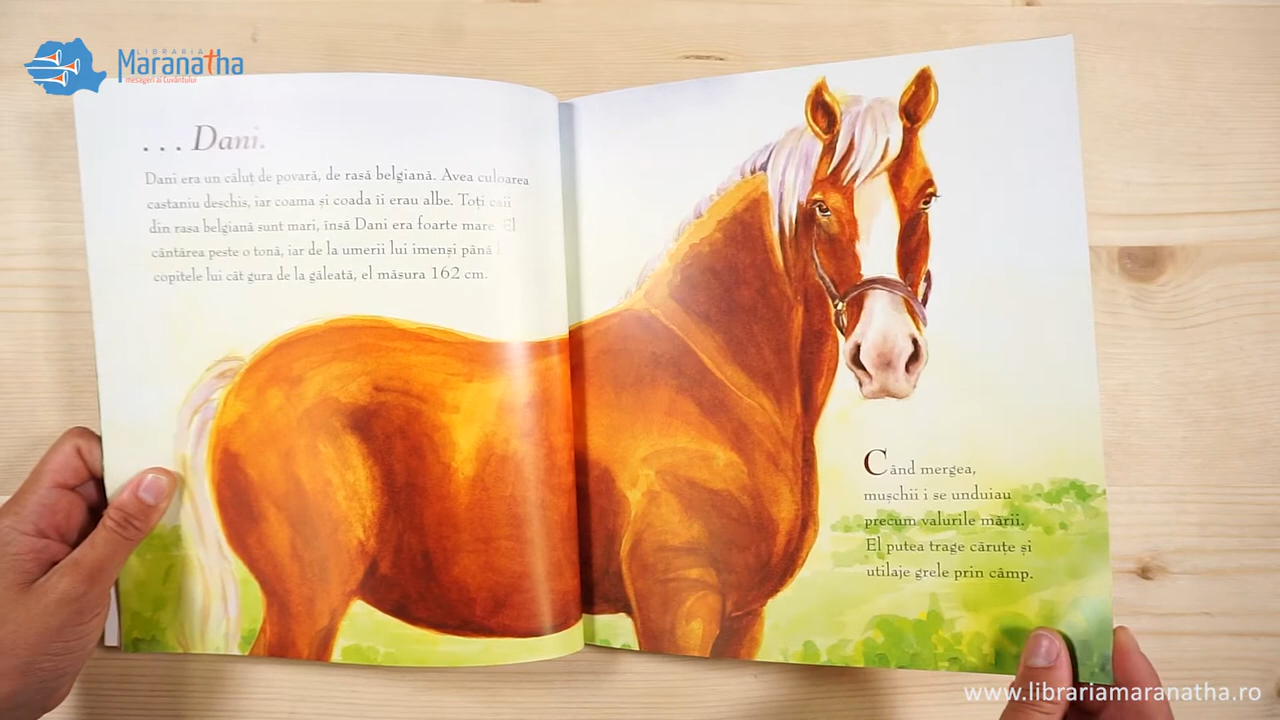 LIBRARIA
Maranatha
mesageri ai Cuvântului
. . . Dani.
Dani era un căluț de povară, de rasă belgiană. Avea culoarea
castaniu deschis, iar coama și coada îi erau albe. Toți caii
din rasa belgiană sunt mari, însă Dani era foarte mare. El
cântărea peste o tonă, iar de la umerii lui imenși până
copitele lui cât gura de la găleată, el măsura 162 cm.
Când mergea,
mușchii i se unduiau
precum valurile mării.
El putea trage căruțe și
utilaje grele prin câmp.
www.librariamaranatha.ro